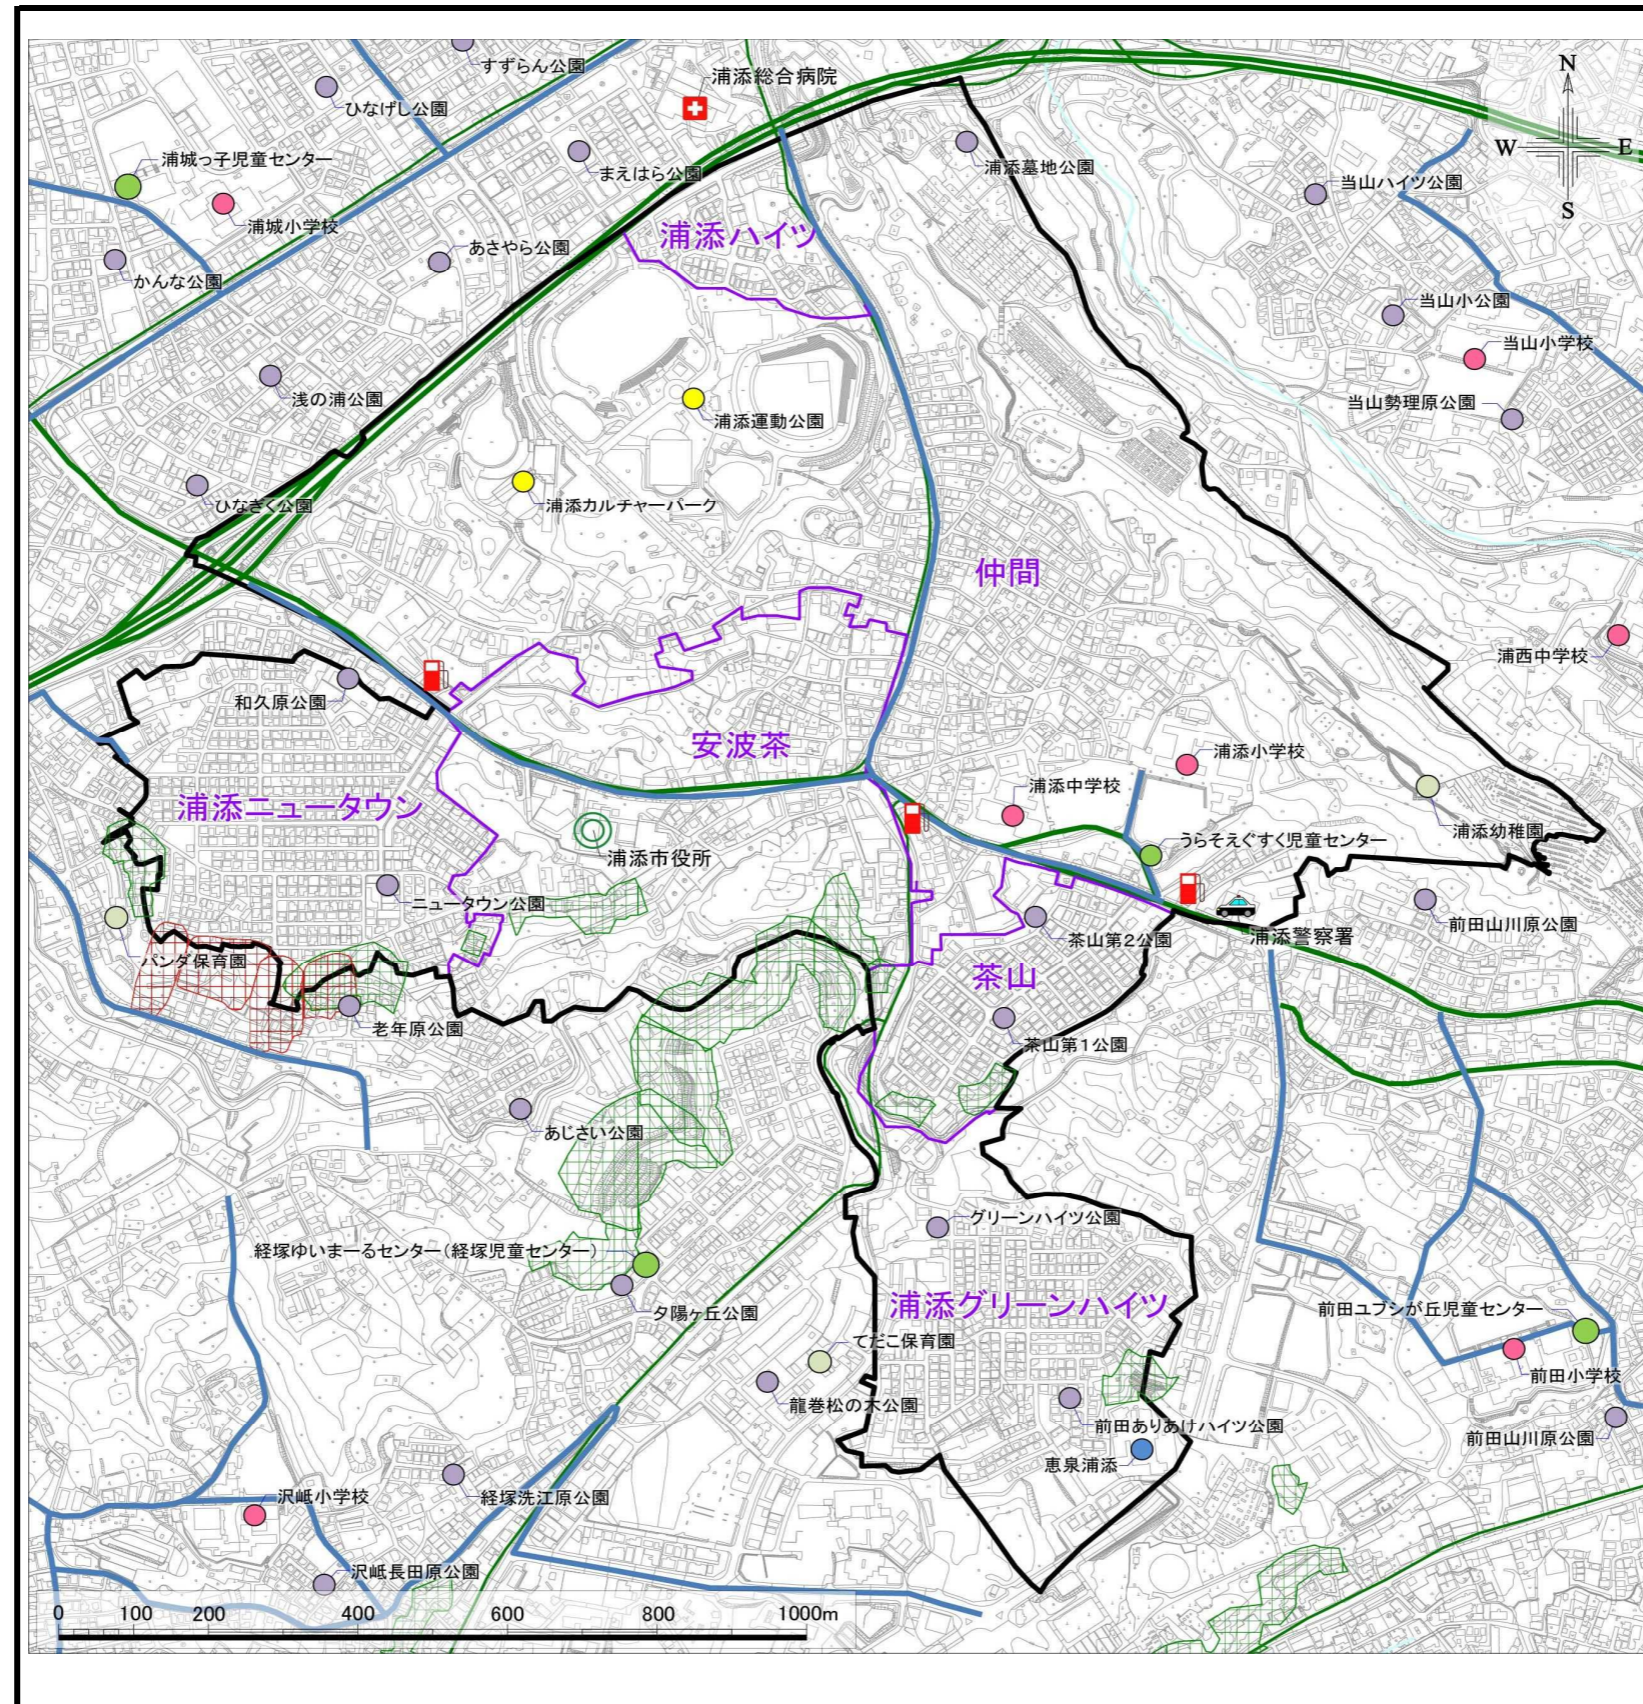 すずらん公園
浦添総合病院
N
ひなげし公園
W
E
浦城っ子児童センター
まえはら公園
浦添墓地公園
当山ハイツ公園
S
浦城小学校
浦添ハイツ
あさやら公園
かんな公園
当山小公園
当山小学校
浅の浦公園
当山勢理原公園
浦添運動公園
ひなぎく公園
浦添カルチャーパーク
仲間
浦西中学校
和久原公園
安波茶
浦添小学校
浦添中学校
浦添ニュータウン
浦添幼稚園
うらそえぐすく児童センター
浦添市役所
ニュータウン公園
前田山川原公園
茶山第2公園
浦添警察署
パンダ保育園
茶山
老年原公園
茶山第1公園
あじさい公園
グリーンハイツ公園
経塚ゆいまーるセンター(経塚児童センター)
浦添グリーンハイツ
夕陽ヶ丘公園
前田ユブシが丘児童センター
てだこ保育園
前田小学校
龍巻松の木公園
前田ありあけハイツ公園
前田山川原公園
恵泉浦添
沢岻小学校
経塚洗江原公園
沢岻長田原公園
0 100 200 400 600 800 1000m